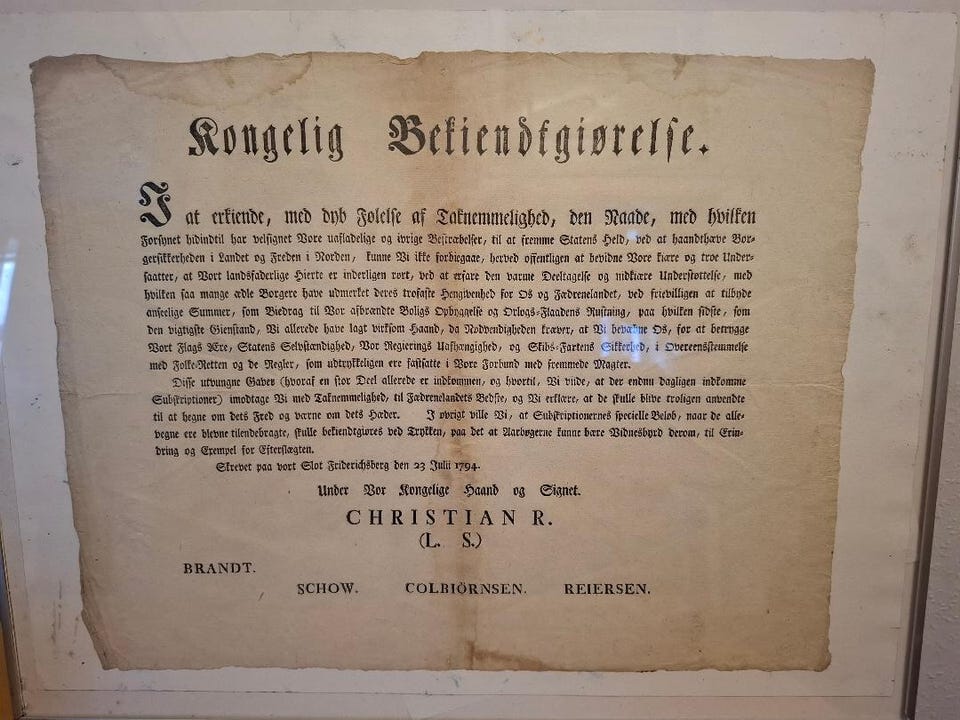 Kongelig Bekiendtgiørelse.
I at erkiende, med dyb Følelse af Taknemmelighed, den Naade, med hvilken
Forsynet hidindtil har velsignet Vore uafladelige og ivrige Bestræbelser, til at fremme Statens Held, ved at haandthæve Bor-
gersikkerheden i Landet og Freden i Norden, kunne Vi ikke forbiegaae, herved offentligen at bevidne Vore kære og troe Under-
saatter, at Vort landsfaderlige Hierte er inderligen rørt, ved at erfare den varme Deeltagelse og nidkiære Understøttelse, med
hvilken saa mange ædle Borgere have udmerket deres trofaste Hengivenhed for Os og Fædrenelandet, ved frievilligen at tilbyde
anseelige Summer, som Biedrag til Vor afbrændte Boligs Opbyggelse og Orlogs-Flaadens Rustning, paa hvilken sidste, som
den vigtigste Gienstand, Vi allerede have lagt virksom Haand, da Nødvendigheden kræver, at Vi bevæbne Os, for at betrygge
Vort Flags Ære, Statens Selvstændighed, Vor Regierings Uafhængighed, og Skibs-Fartens Sikkerhed, i Overeensstemmelse
med Folke-Retten og de Regler, som udtrykkeligen ere fastsatte i Vore Forbund med fremmede Magter.
Disse utvungne Gaver (hvoraf en stor Deel allerede er indkommen, og hvortil, Vi viide, at der endnu dagligen indkomme
Subskriptioner) imodtage Vi med Taknemmelighed, til Fædrenelandets Bedste, og Vi erklære, at de skulle blive troligen anvendte
til at hegne om dets Fred og værne om dets Hæder. I øvrigt ville Vi, at Subskriptionernes specielle Beløb, naar de alle-
vegne ere blevne tilendebragte, skulle bekiendtgiøres ved Trykken, paa det at Aarbøgerne kunne bære Vidnesbyrd derom, til Erin-
dring og Exempel for Efterslægten.
Skrevet paa vort Slot Friderichsberg den 23 Julii 1794.
Under Vor Kongelige Haand og Signet.
CHRISTIAN R.
(L. S.)
BRANDT.
SCHOW. COLBIÖRNSEN. REIERSEN.